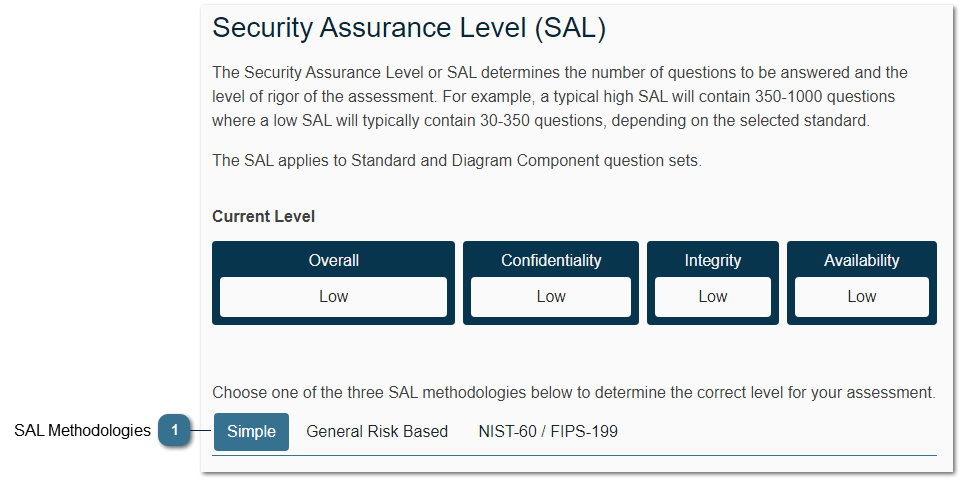 Security Assurance Level (SAL)
The Security Assurance Level or SAL determines the number of questions to be answered and the
level of rigor of the assessment. For example, a typical high SAL will contain 350-1000 questions
where a low SAL will typically contain 30-350 questions, depending on the selected standard.
The SAL applies to Standard and Diagram Component question sets.
Current Level
Overall Confidentiality Integrity Availability
Low Low Low Low
Choose one of the three SAL methodologies below to determine the correct level for your assessment.
SAL Methodologies 1 Simple General Risk Based NIST-60 / FIPS-199